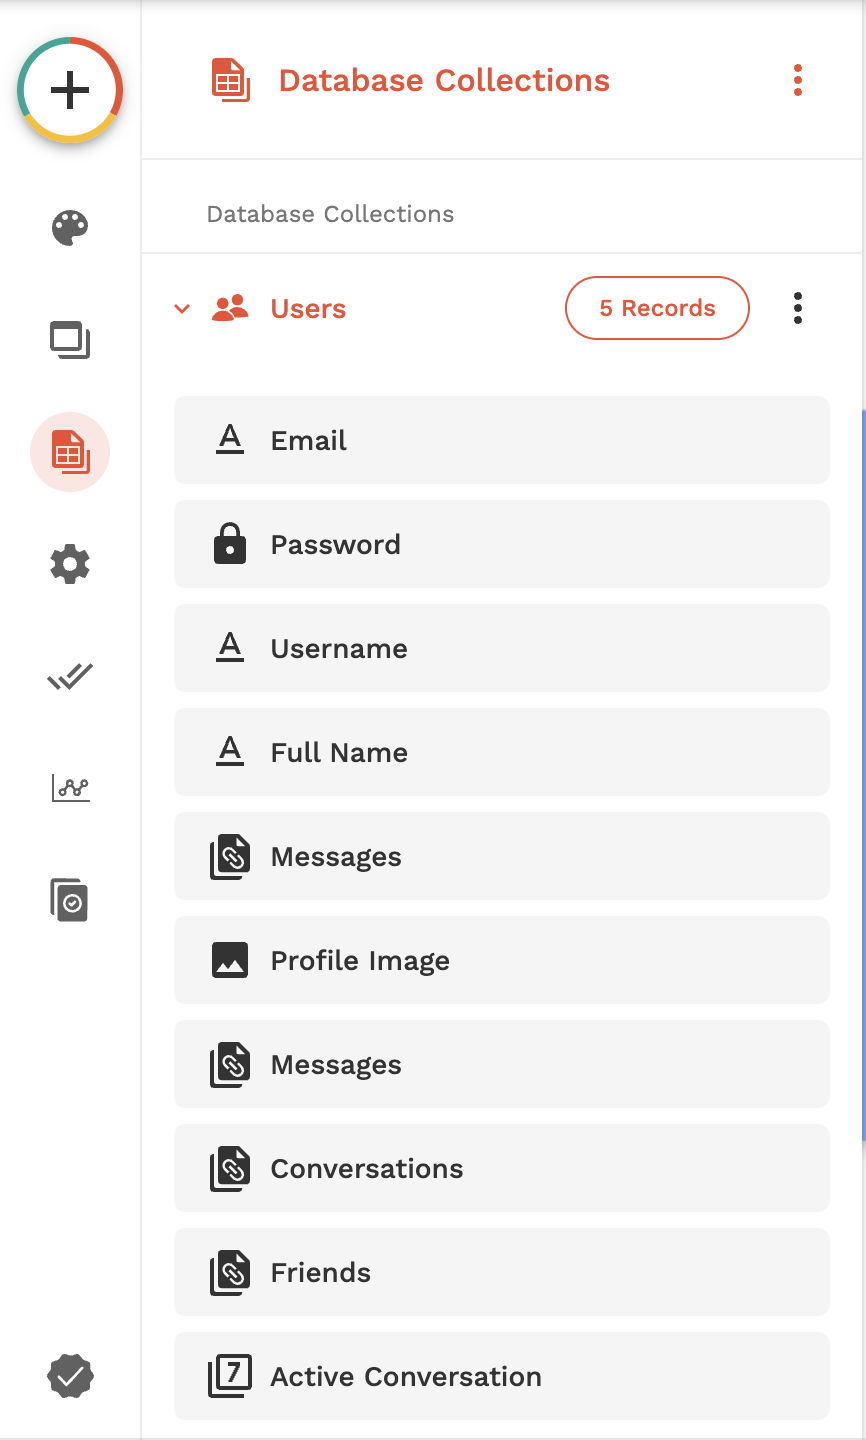 Database Collections
Database Collections
Users
5 Records
Email
Password
Username
Full Name
Messages
Profile Image
Messages
Conversations
Friends
7
Active Conversation